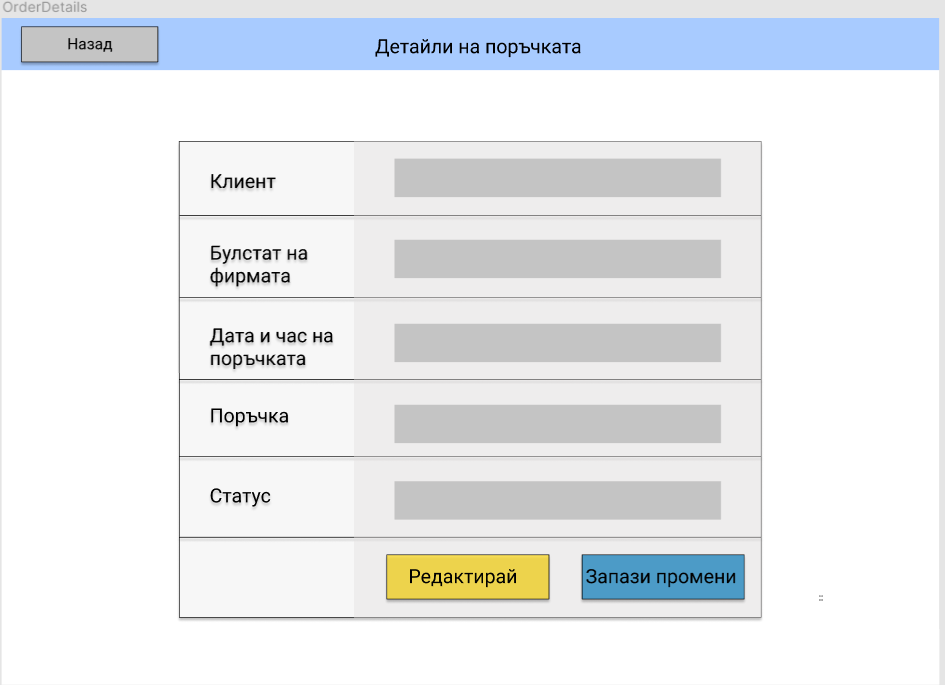 OrderDetails
Назад
Детайли на поръчката
Клиент
Булстат на
фирмата
Дата и час на
поръчката
Поръчка
Статус
Редактирай
Запази промени